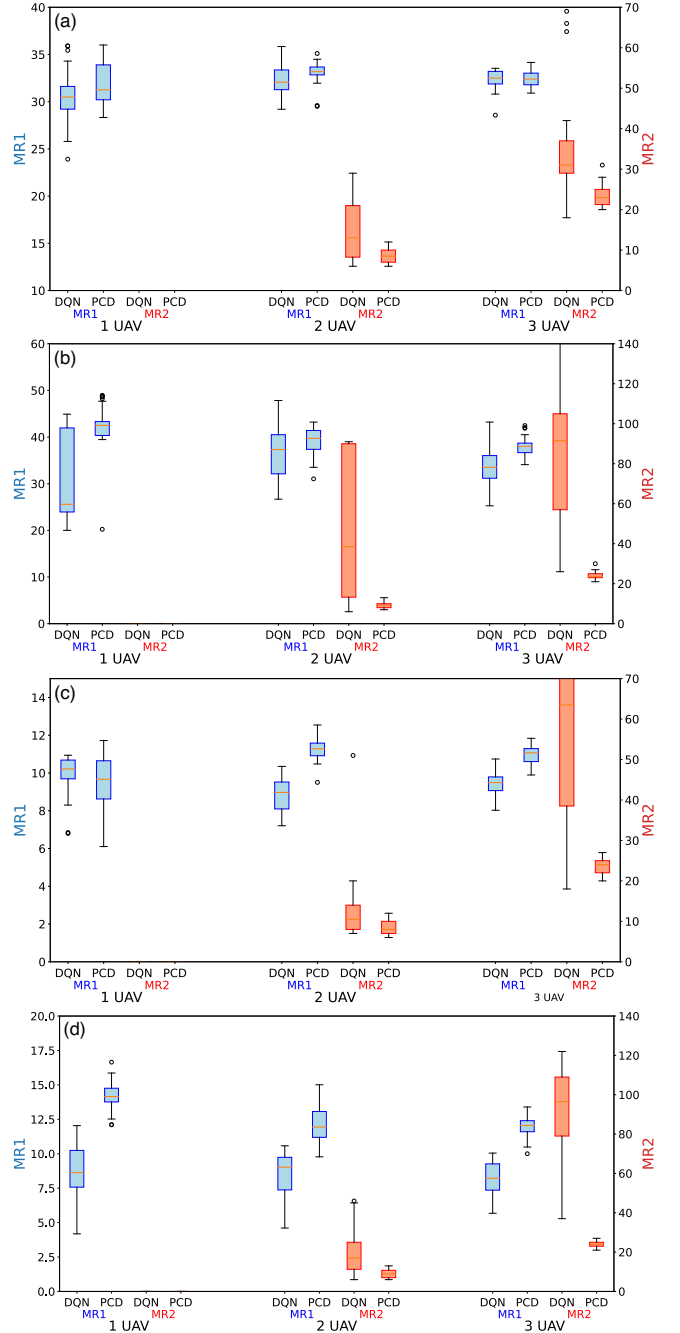 (a)
40
35
30
25
20
15
10
MR1
70
60
50
40
30
20
10
0
MR2
DQN PCD DQN PCD DQN PCD DQN PCD DQN PCD DQN PCD
MR1 MR2 MR1 MR2 MR1 MR2
1 UAV 2 UAV 3 UAV
(b)
60
50
40
30
20
10
0
MR1
140
120
100
80
60
40
20
0
MR2
DQN PCD DQN PCD DQN PCD DQN PCD DQN PCD DQN PCD
MR1 MR2 MR1 MR2 MR1 MR2
1 UAV 2 UAV 3 UAV
(c)
14
12
10
8
6
4
2
0
MR1
70
60
50
40
30
20
10
0
MR2
DQN PCD DQN PCD DQN PCD DQN PCD DQN PCD DQN PCD
MR1 MR2 MR1 MR2 MR1 MR2
1 UAV 2 UAV 3 UAV
(d)
20.0
17.5
15.0
12.5
10.0
7.5
5.0
2.5
0.0
MR1
140
120
100
80
60
40
20
0
MR2
DQN PCD DQN PCD DQN PCD DQN PCD DQN PCD DQN PCD
MR1 MR2 MR1 MR2 MR1 MR2
1 UAV 2 UAV 3 UAV